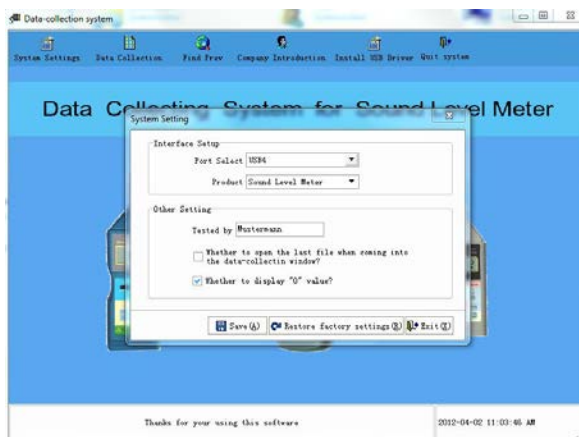 Data-collection system
System Settings Data Collection Find Prev Company Introduction Install USB Driver Quit system
Data Collecting System for Sound Level Meter
System Setting
Interface Setup
Port Select USB4
Product Sound Level Meter
Other Setting
Tested by Mustermann
Whether to open the last file when coming into
the data-collectin window?
Whether to display "0" value?
Save(A) Restore factory settings(R) Exit(X)
Thanks for your using this software 2012-04-02 11:03:46 AM